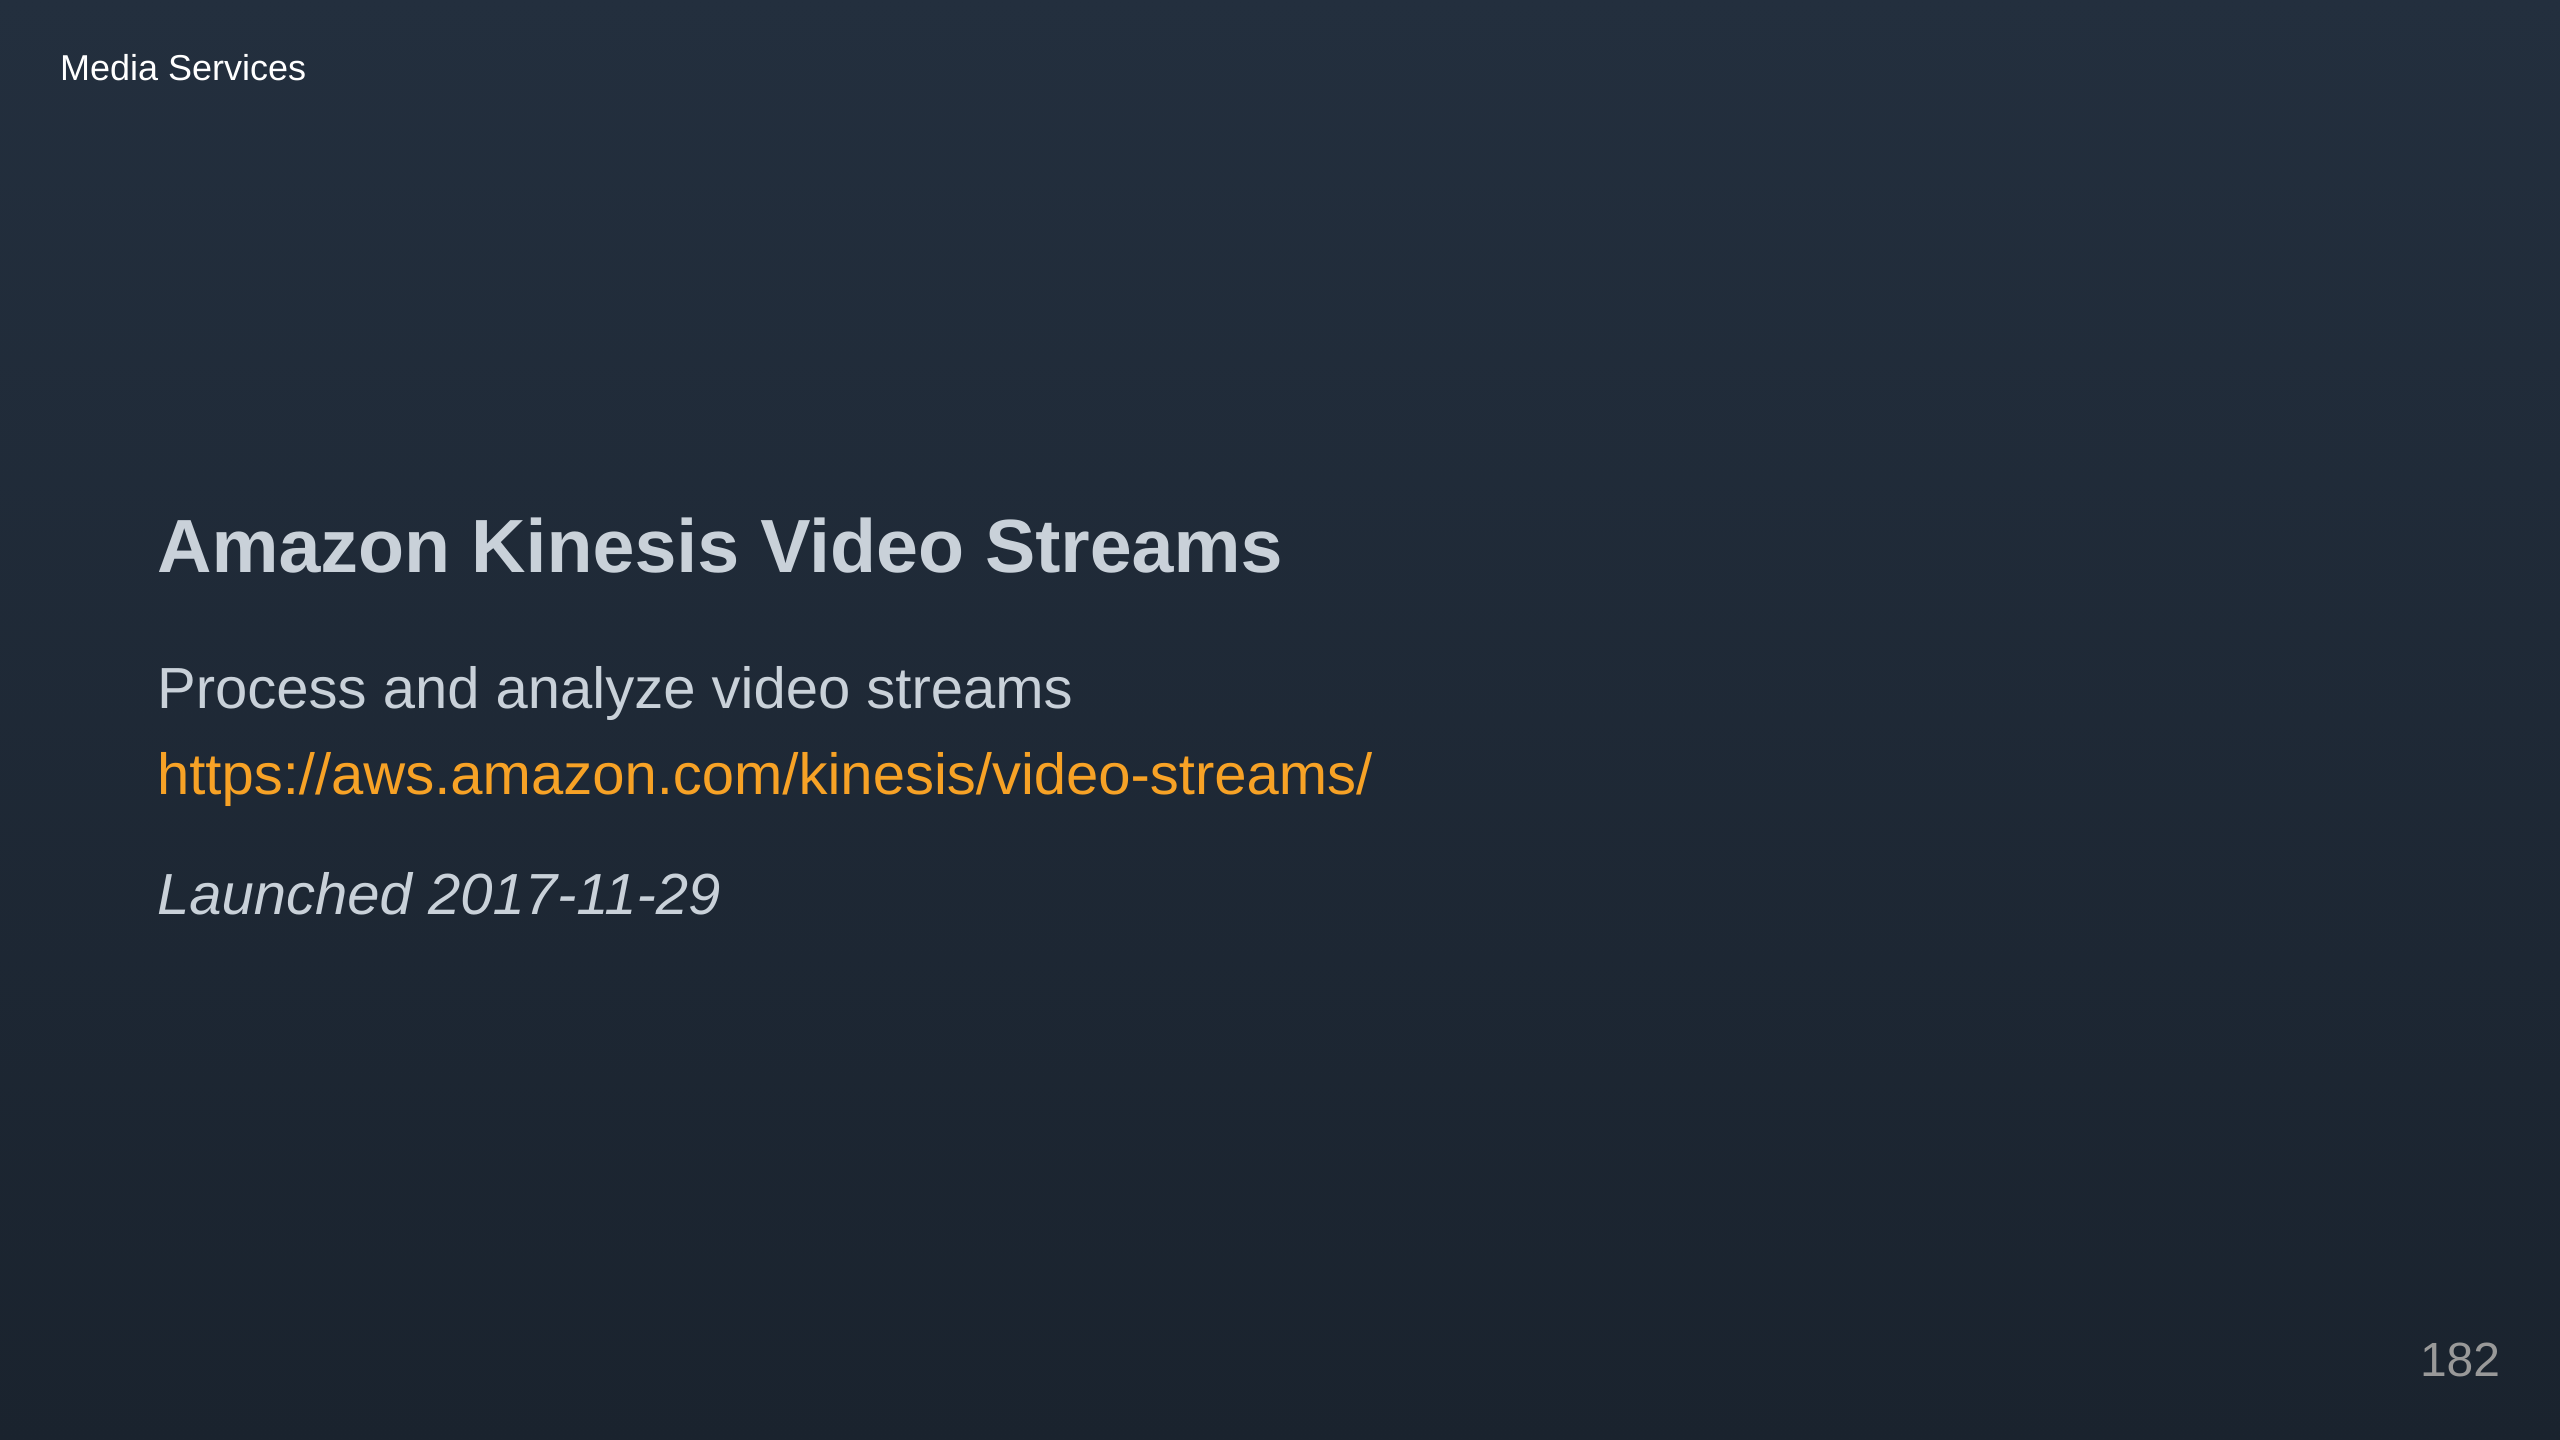 Media Services
Amazon Kinesis Video Streams
Process and analyze video streams
https://aws.amazon.com/kinesis/video-streams/
Launched 2017-11-29
182